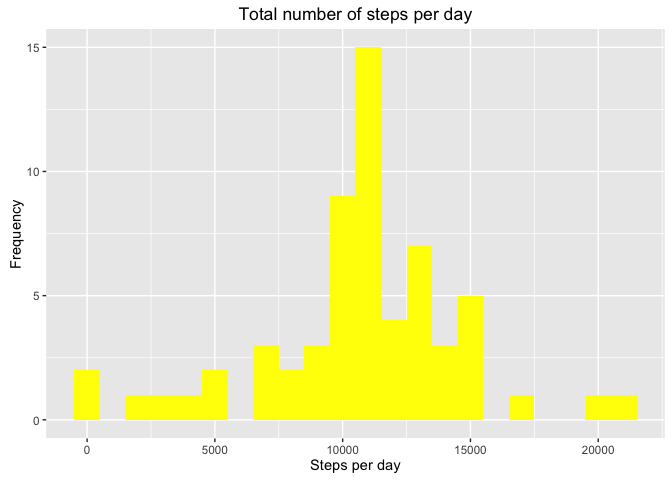 Total number of steps per day
15
10
5
0
Frequency
0 5000 10000 15000 20000
Steps per day